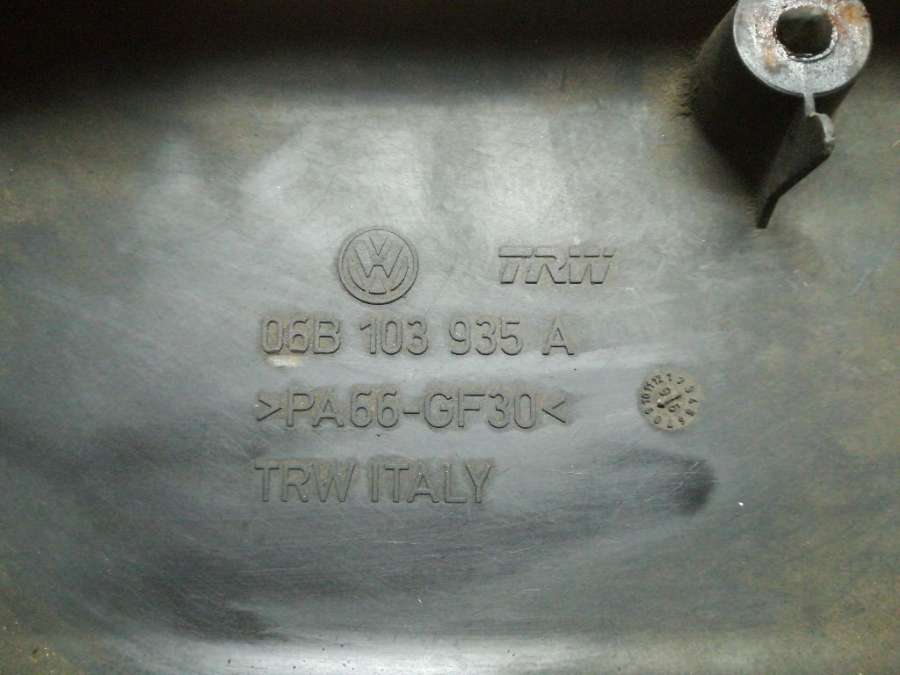 TRW
06B 103 935 A
>PA66-GF30<
TRW ITALY